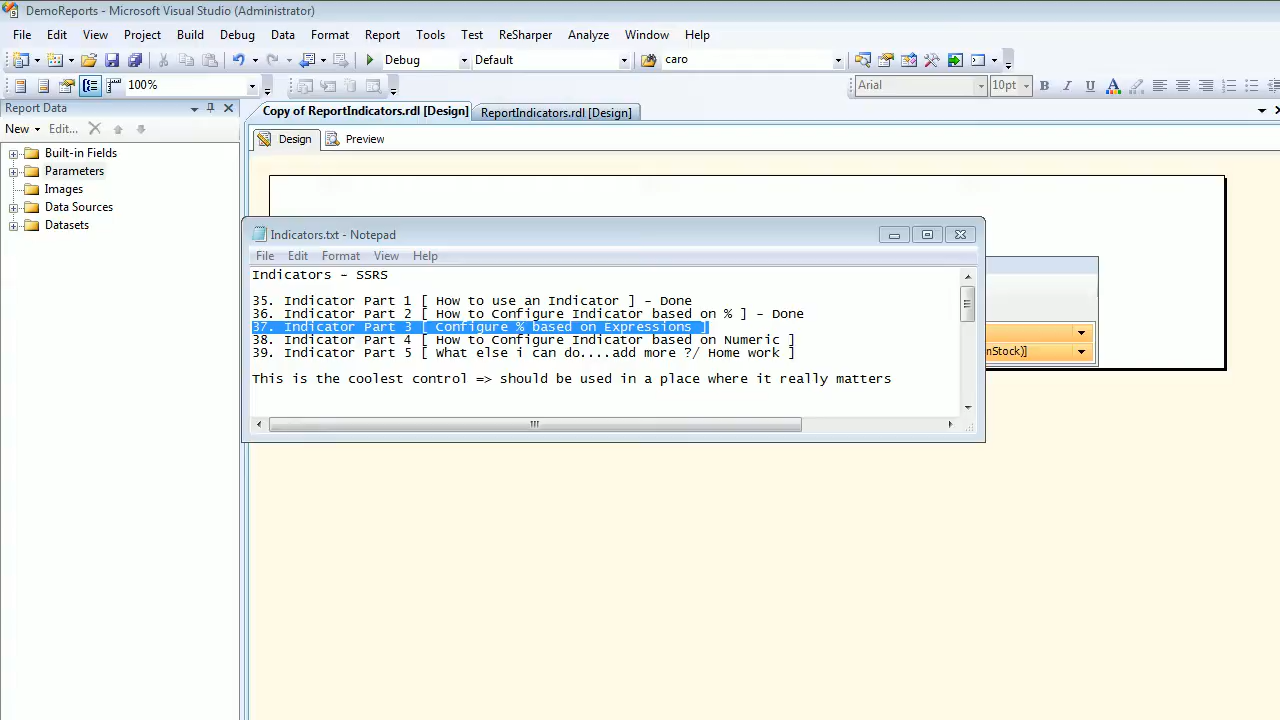 DemoReports - Microsoft Visual Studio (Administrator)
File Edit View Project Build Debug Data Format Report Tools Test ReSharper Analyze Window Help
Debug Default caro
100% Arial 10pt B I U A
Report Data
Copy of ReportIndicators.rdl [Design] ReportIndicators.rdl [Design]
New Edit...
Design Preview
Built-in Fields
Parameters
Images
Data Sources
Datasets
Indicators.txt - Notepad
File Edit Format View Help
Indicators - SSRS
35. Indicator Part 1 [ How to use an Indicator ] - Done
36. Indicator Part 2 [ How to Configure Indicator based on % ] - Done
37. Indicator Part 3 [ Configure % based on Expressions ]
38. Indicator Part 4 [ How to Configure Indicator based on Numeric ]
39. Indicator Part 5 [ What else i can do....add more ?/ Home work ]
This is the coolest control => should be used in a place where it really matters
nStock)]